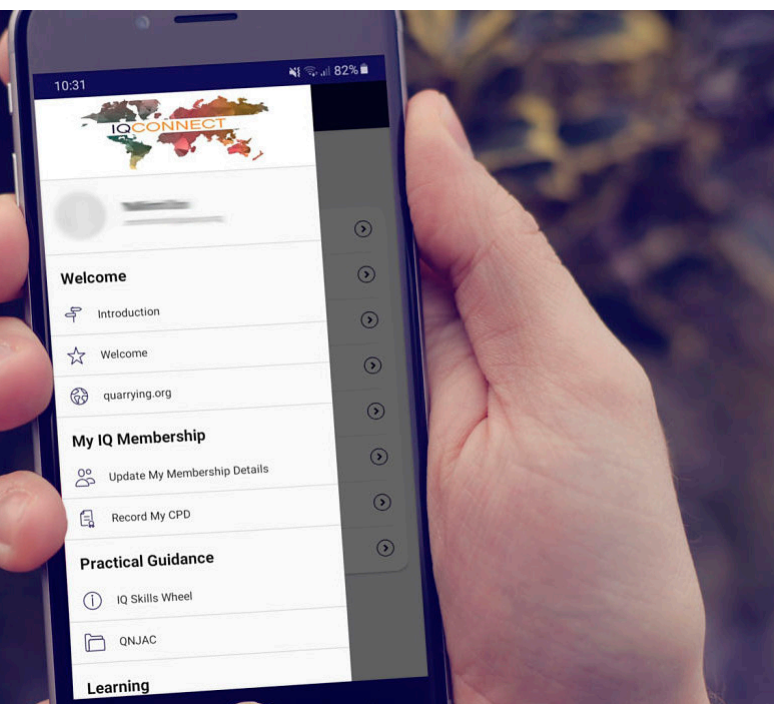 10:31
82%
IQCONNECT
Welcome
Introduction
Welcome
quarrying.org
My IQ Membership
Update My Membership Details
Record My CPD
Practical Guidance
IQ Skills Wheel
QNJAC
Learning